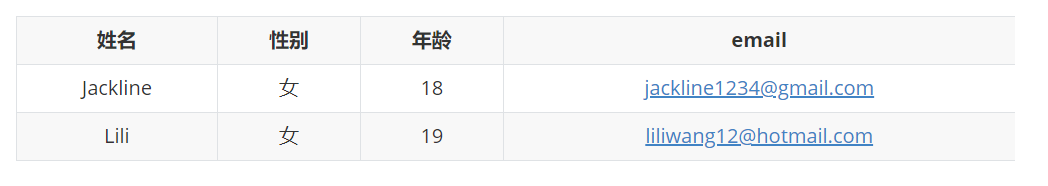 姓名 性别 年龄 email
Jackline 女 18 jackline1234@gmail.com
Lili 女 19 liliwang12@hotmail.com